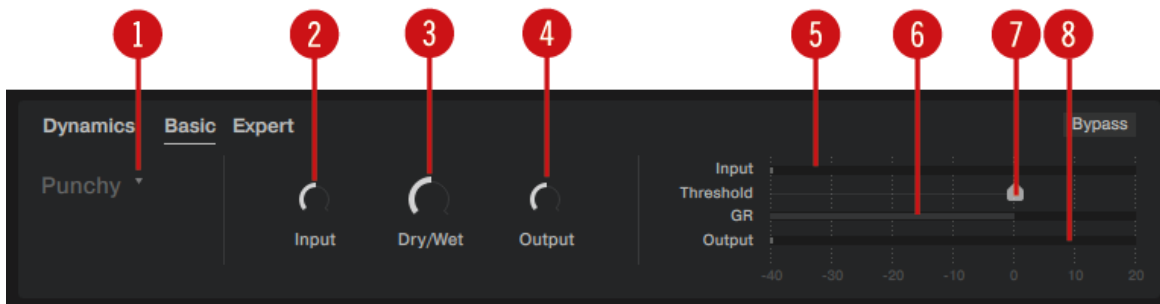 1 2 3 4 5 6 7 8
Dynamics Basic Expert Bypass
Punchy
Input Dry/Wet Output
Input
Threshold
GR
Output
-40 -30 -20 -10 0 10 20